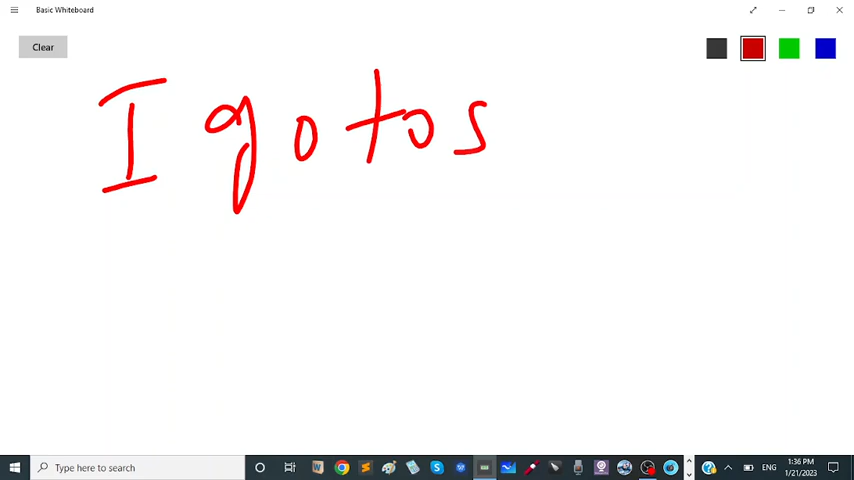 Basic Whiteboard
Clear
I go to s
Type here to search
ENG
1:36 PM
1/21/2023